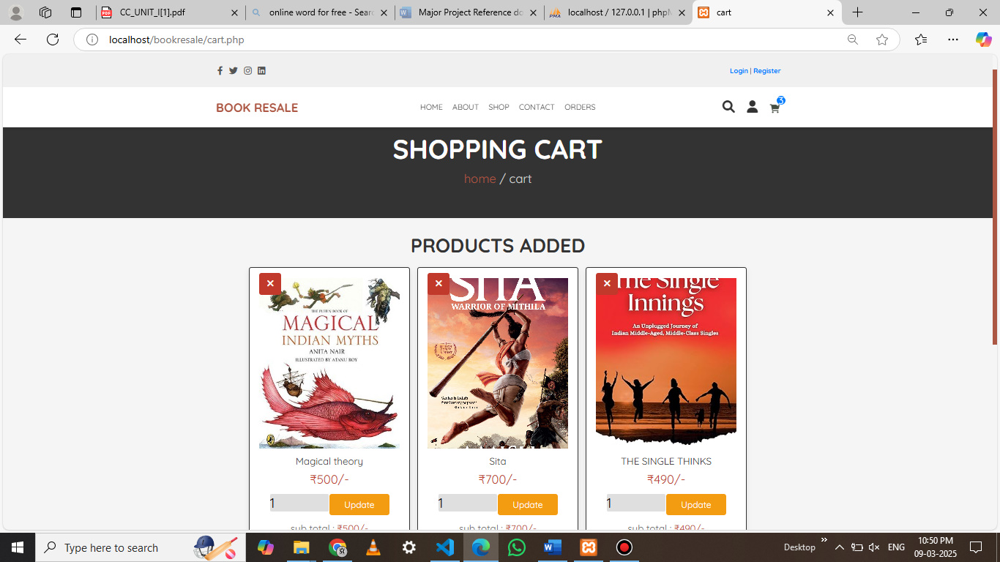 CC_UNIT_I[1].pdf
online word for free - Sear
Major Project Reference do
localhost / 127.0.0.1 | phpM
cart
localhost/bookresale/cart.php
Login | Register
BOOK RESALE
HOME ABOUT SHOP CONTACT ORDERS
3
SHOPPING CART
home / cart
PRODUCTS ADDED
THE PUFFIN BOOK OF
MAGICAL
INDIAN MYTHS
ANITA NAIR
ILLUSTRATED BY ATANU ROY
Magical theory
₹500/-
1 Update
sub total : ₹500/-
SITA
WARRIOR OF MITHILA
Sita
₹700/-
1 Update
sub total : ₹700/-
The Single
Innings
An Unplugged Journey of
Indian Middle-Aged, Middle-Class Singles
THE SINGLE THINKS
₹490/-
1 Update
sub total : ₹490/-
Type here to search
Desktop
ENG
10:50 PM
09-03-2025